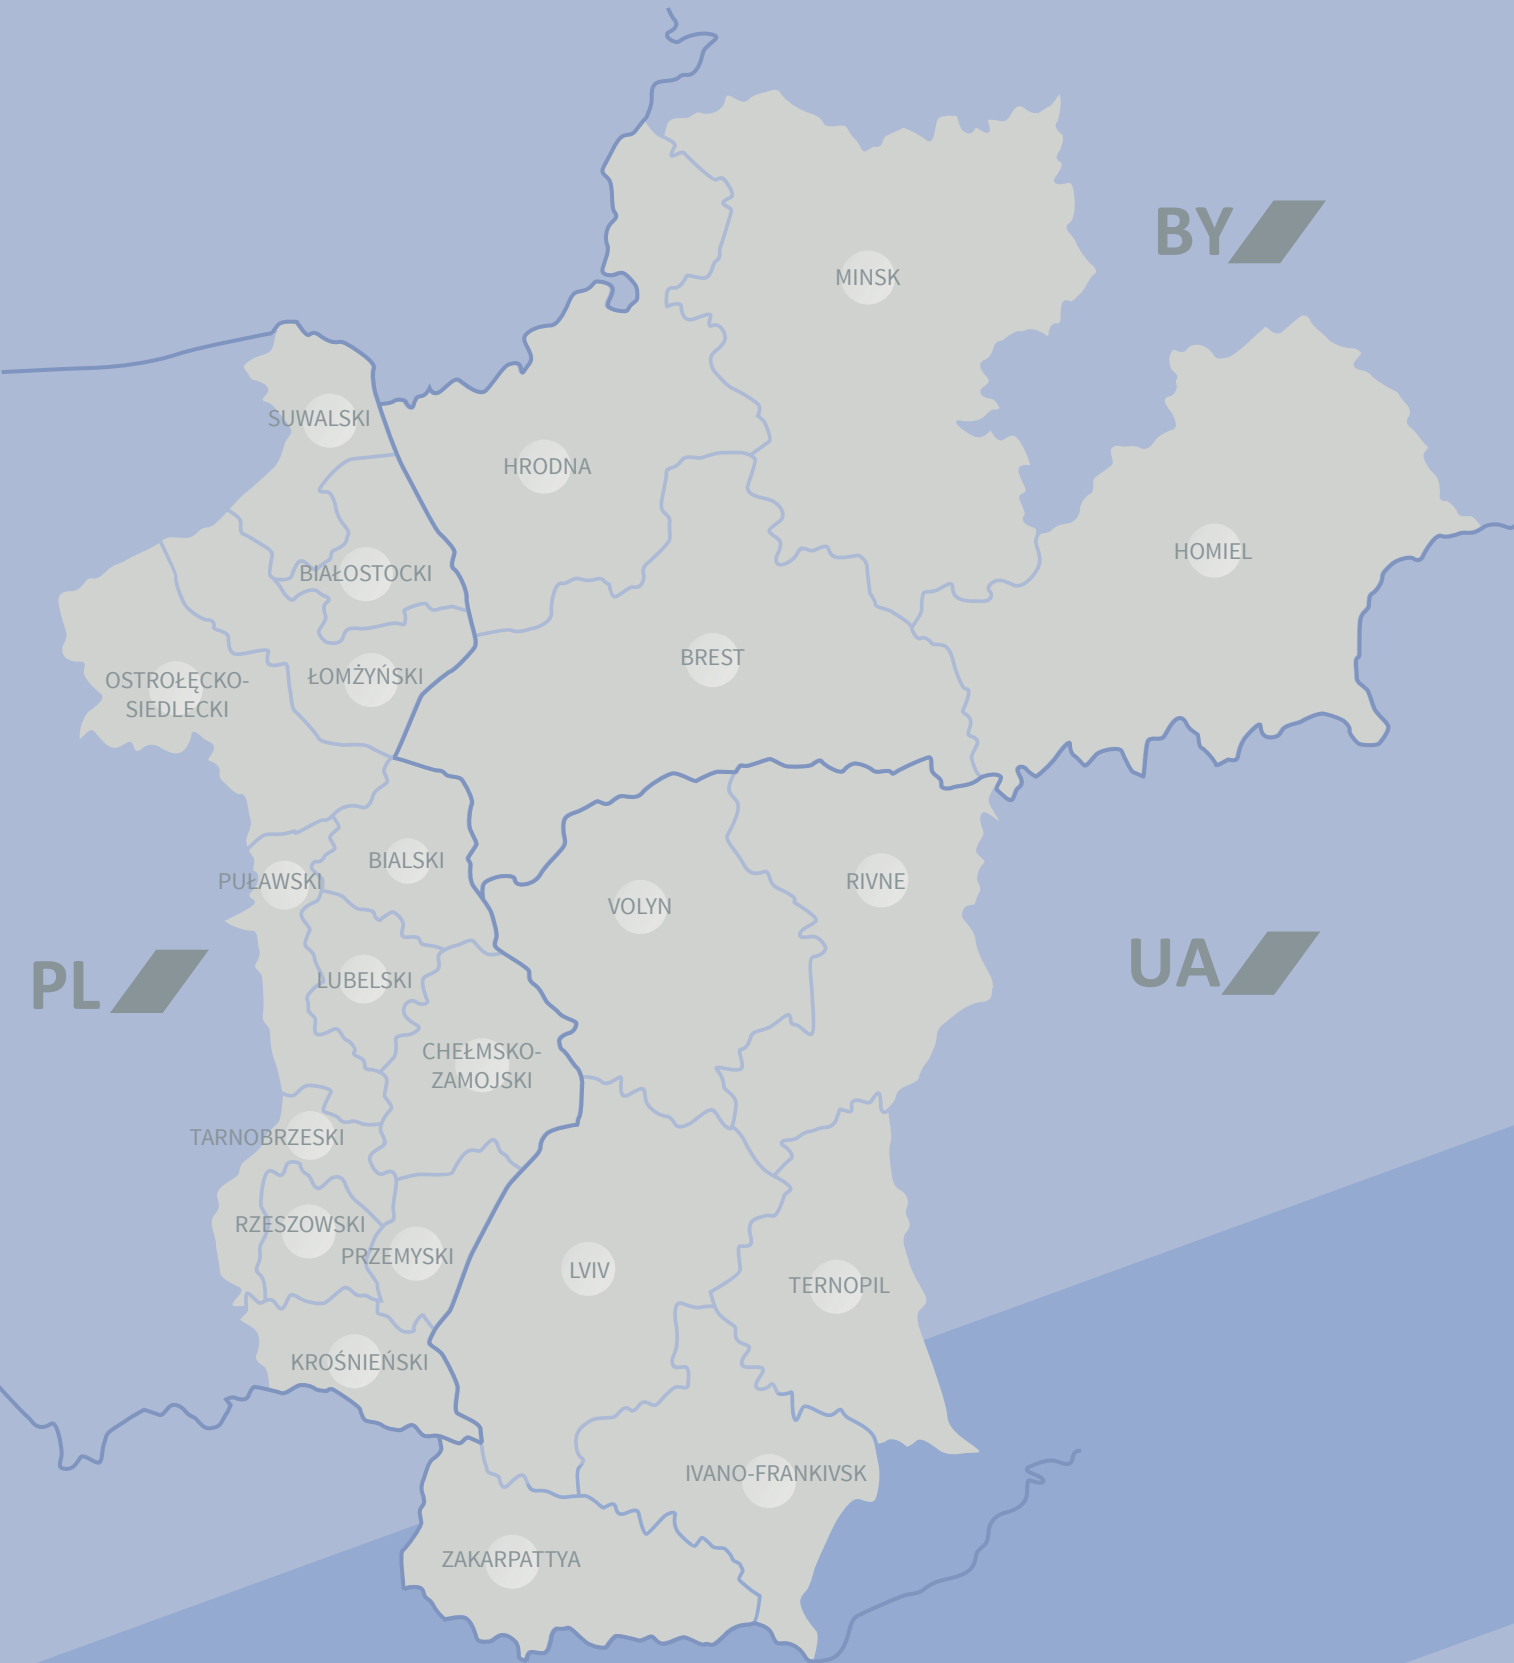 BY
MINSK
SUWALSKI
HRODNA
HOMIEL
BIAŁOSTOCKI
BREST
ŁOMŻYŃSKI
OSTROŁĘCKO-
SIEDLECKI
BIALSKI
PUŁAWSKI
RIVNE
VOLYN
UA
PL
LUBELSKI
CHEŁMSKO-
ZAMOJSKI
TARNOBRZESKI
RZESZOWSKI
PRZEMYSKI
LVIV
TERNOPIL
KROŚNIEŃSKI
IVANO-FRANKIVSK
ZAKARPATTYA